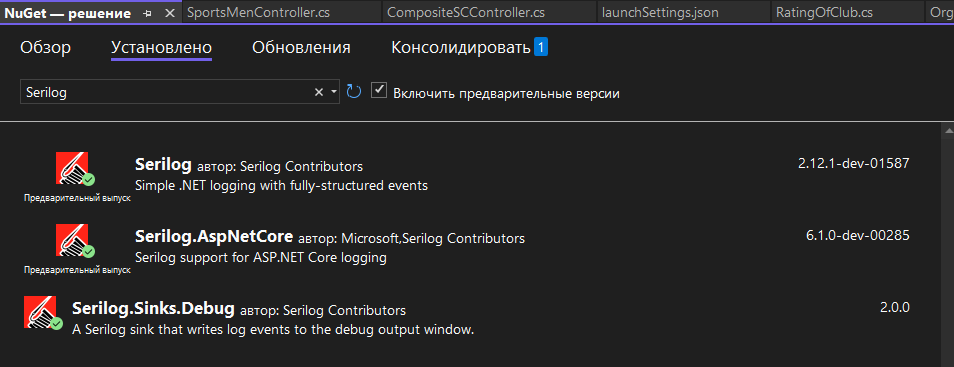 NuGet — решение SportsMenController.cs CompositeSCController.cs launchSettings.json RatingOfClub.cs Org
Обзор Установлено Обновления Консолидировать 1
Serilog Включить предварительные версии
Serilog автор: Serilog Contributors 2.12.1-dev-01587
Simple .NET logging with fully-structured events
Предварительный выпуск
Serilog.AspNetCore автор: Microsoft,Serilog Contributors 6.1.0-dev-00285
Serilog support for ASP.NET Core logging
Предварительный выпуск
Serilog.Sinks.Debug автор: Serilog Contributors 2.0.0
A Serilog sink that writes log events to the debug output window.